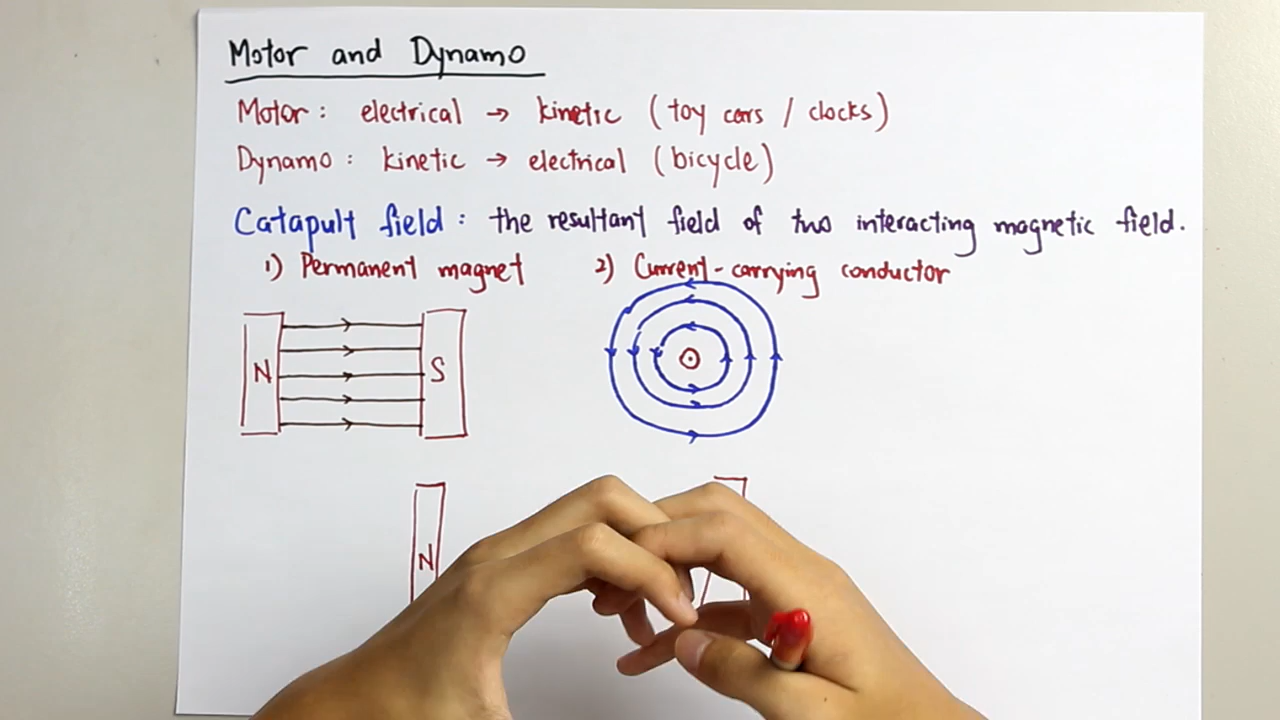 Motor and Dynamo
Motor : electrical → kinetic (toy cars / clocks)
Dynamo : kinetic → electrical (bicycle)
Catapult field : the resultant field of two interacting magnetic field.
1) Permanent magnet 2) Current-carrying conductor
N S
N